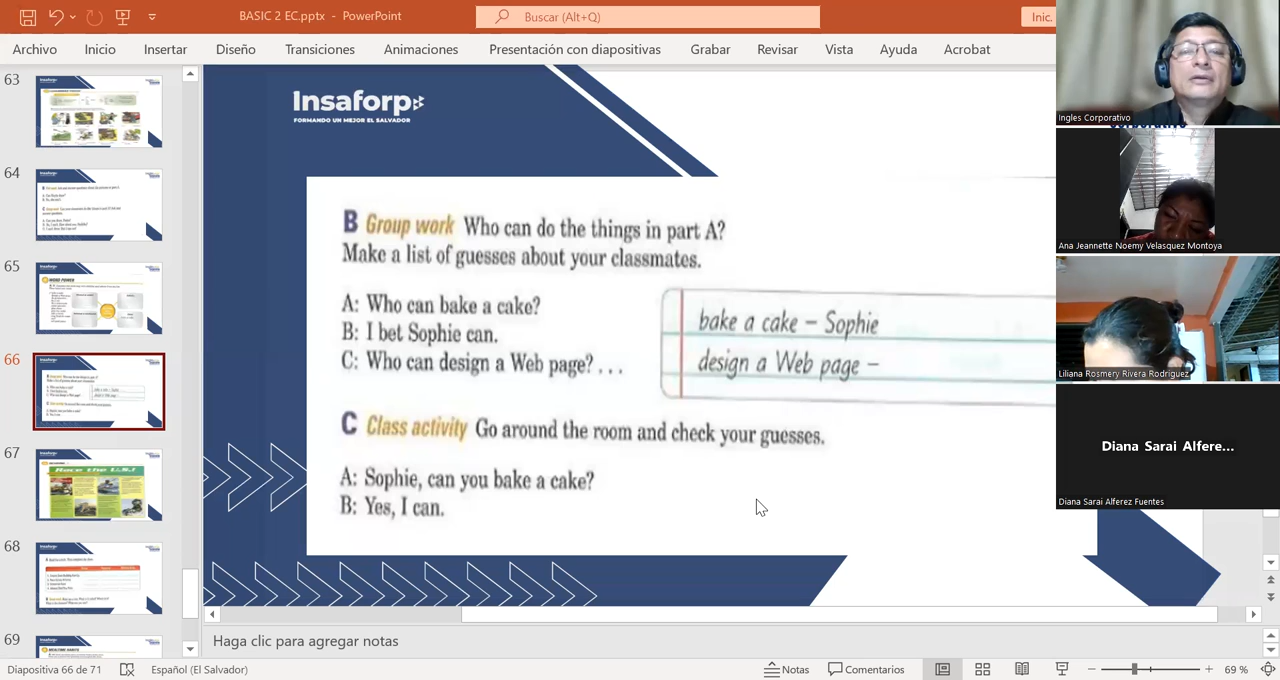 BASIC 2 EC.pptx - PowerPoint
Buscar (Alt+Q)
Inic.
Archivo Inicio Insertar Diseño Transiciones Animaciones Presentación con diapositivas Grabar Revisar Vista Ayuda Acrobat
63
64
65
66
67
68
69
Insaforp
FORMANDO UN MEJOR EL SALVADOR
B Group work Who can do the things in part A?
Make a list of guesses about your classmates.
A: Who can bake a cake?
B: I bet Sophie can.
C: Who can design a Web page? . . .
bake a cake – Sophie
design a Web page –
C Class activity Go around the room and check your guesses.
A: Sophie, can you bake a cake?
B: Yes, I can.
Ingles Corporativo
Ana Jeannette Noemy Velasquez Montoya
Liliana Rosmery Rivera Rodriguez
Diana Sarai Alfere...
Diana Sarai Alferez Fuentes
Haga clic para agregar notas
Diapositiva 66 de 71 Español (El Salvador) Notas Comentarios 69 %